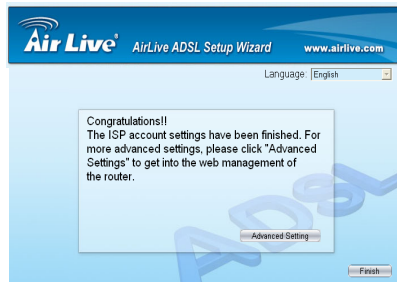 Air Live®
AirLive ADSL Setup Wizard
www.airlive.com
Language: English
Congratulations!!
The ISP account settings have been finished. For
more advanced settings, please click "Advanced
Settings" to get into the web management of
the router.
Advanced Setting
ADSL
Finish